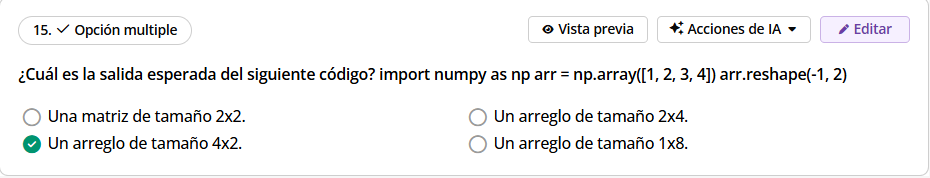 15. ✓ Opción multiple
Vista previa
Acciones de IA
Editar
¿Cuál es la salida esperada del siguiente código? import numpy as np arr = np.array([1, 2, 3, 4]) arr.reshape(-1, 2)
Una matriz de tamaño 2x2.
Un arreglo de tamaño 2x4.
Un arreglo de tamaño 4x2.
Un arreglo de tamaño 1x8.